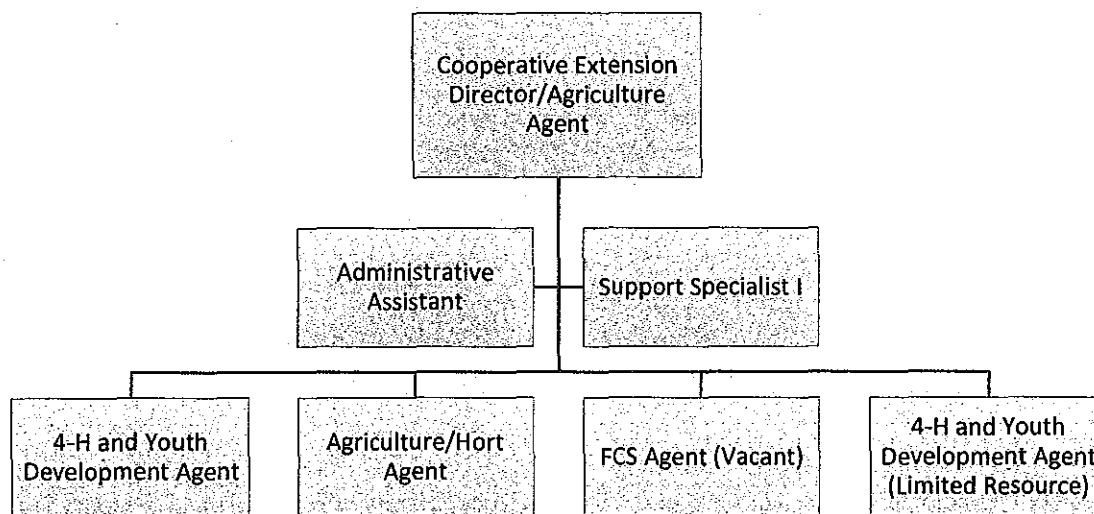 Cooperative Extension
Director/Agriculture
Agent
Administrative
Assistant
Support Specialist I
4-H and Youth
Development Agent
Agriculture/Hort
Agent
FCS Agent (Vacant)
4-H and Youth
Development Agent
(Limited Resource)